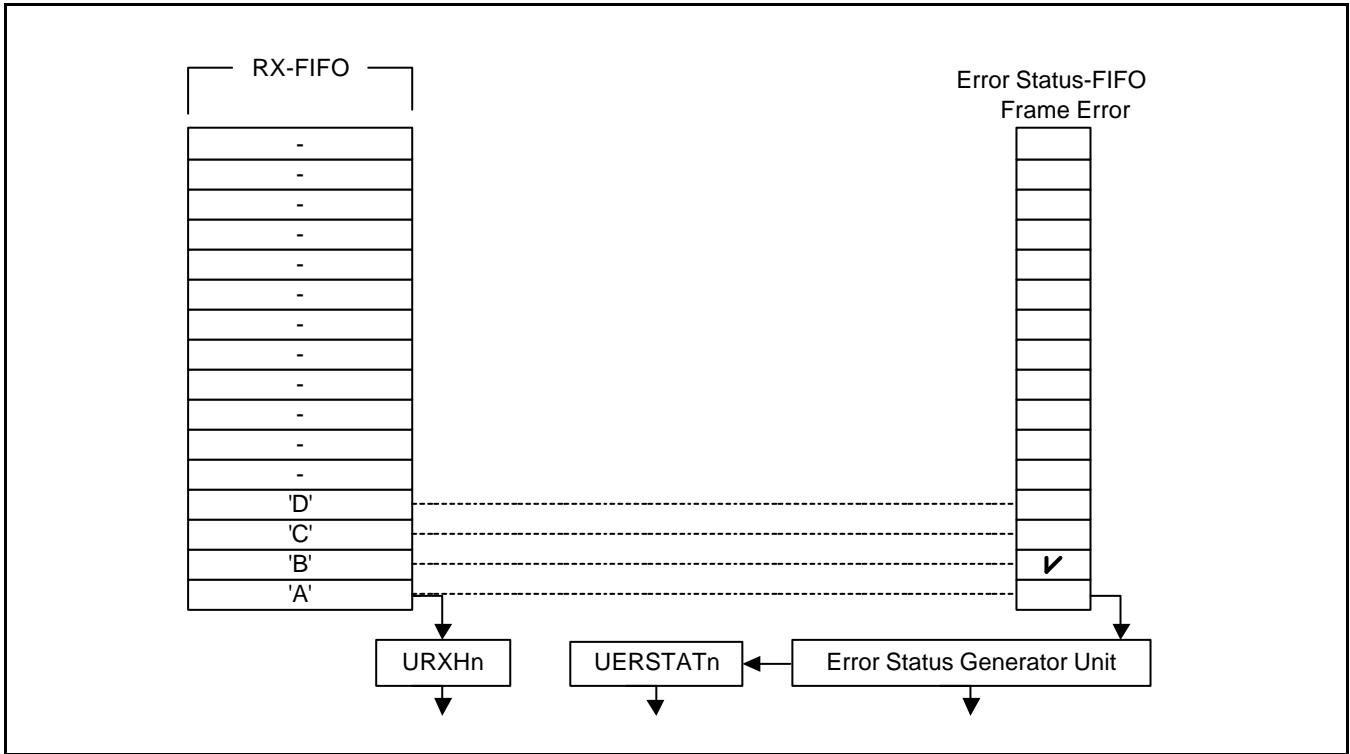 RX-FIFO
Error Status-FIFO
Frame Error
-
-
-
-
-
-
-
-
-
-
-
-
'D'
'C'
'B'
'A'
URXHn
UERSTATn
Error Status Generator Unit